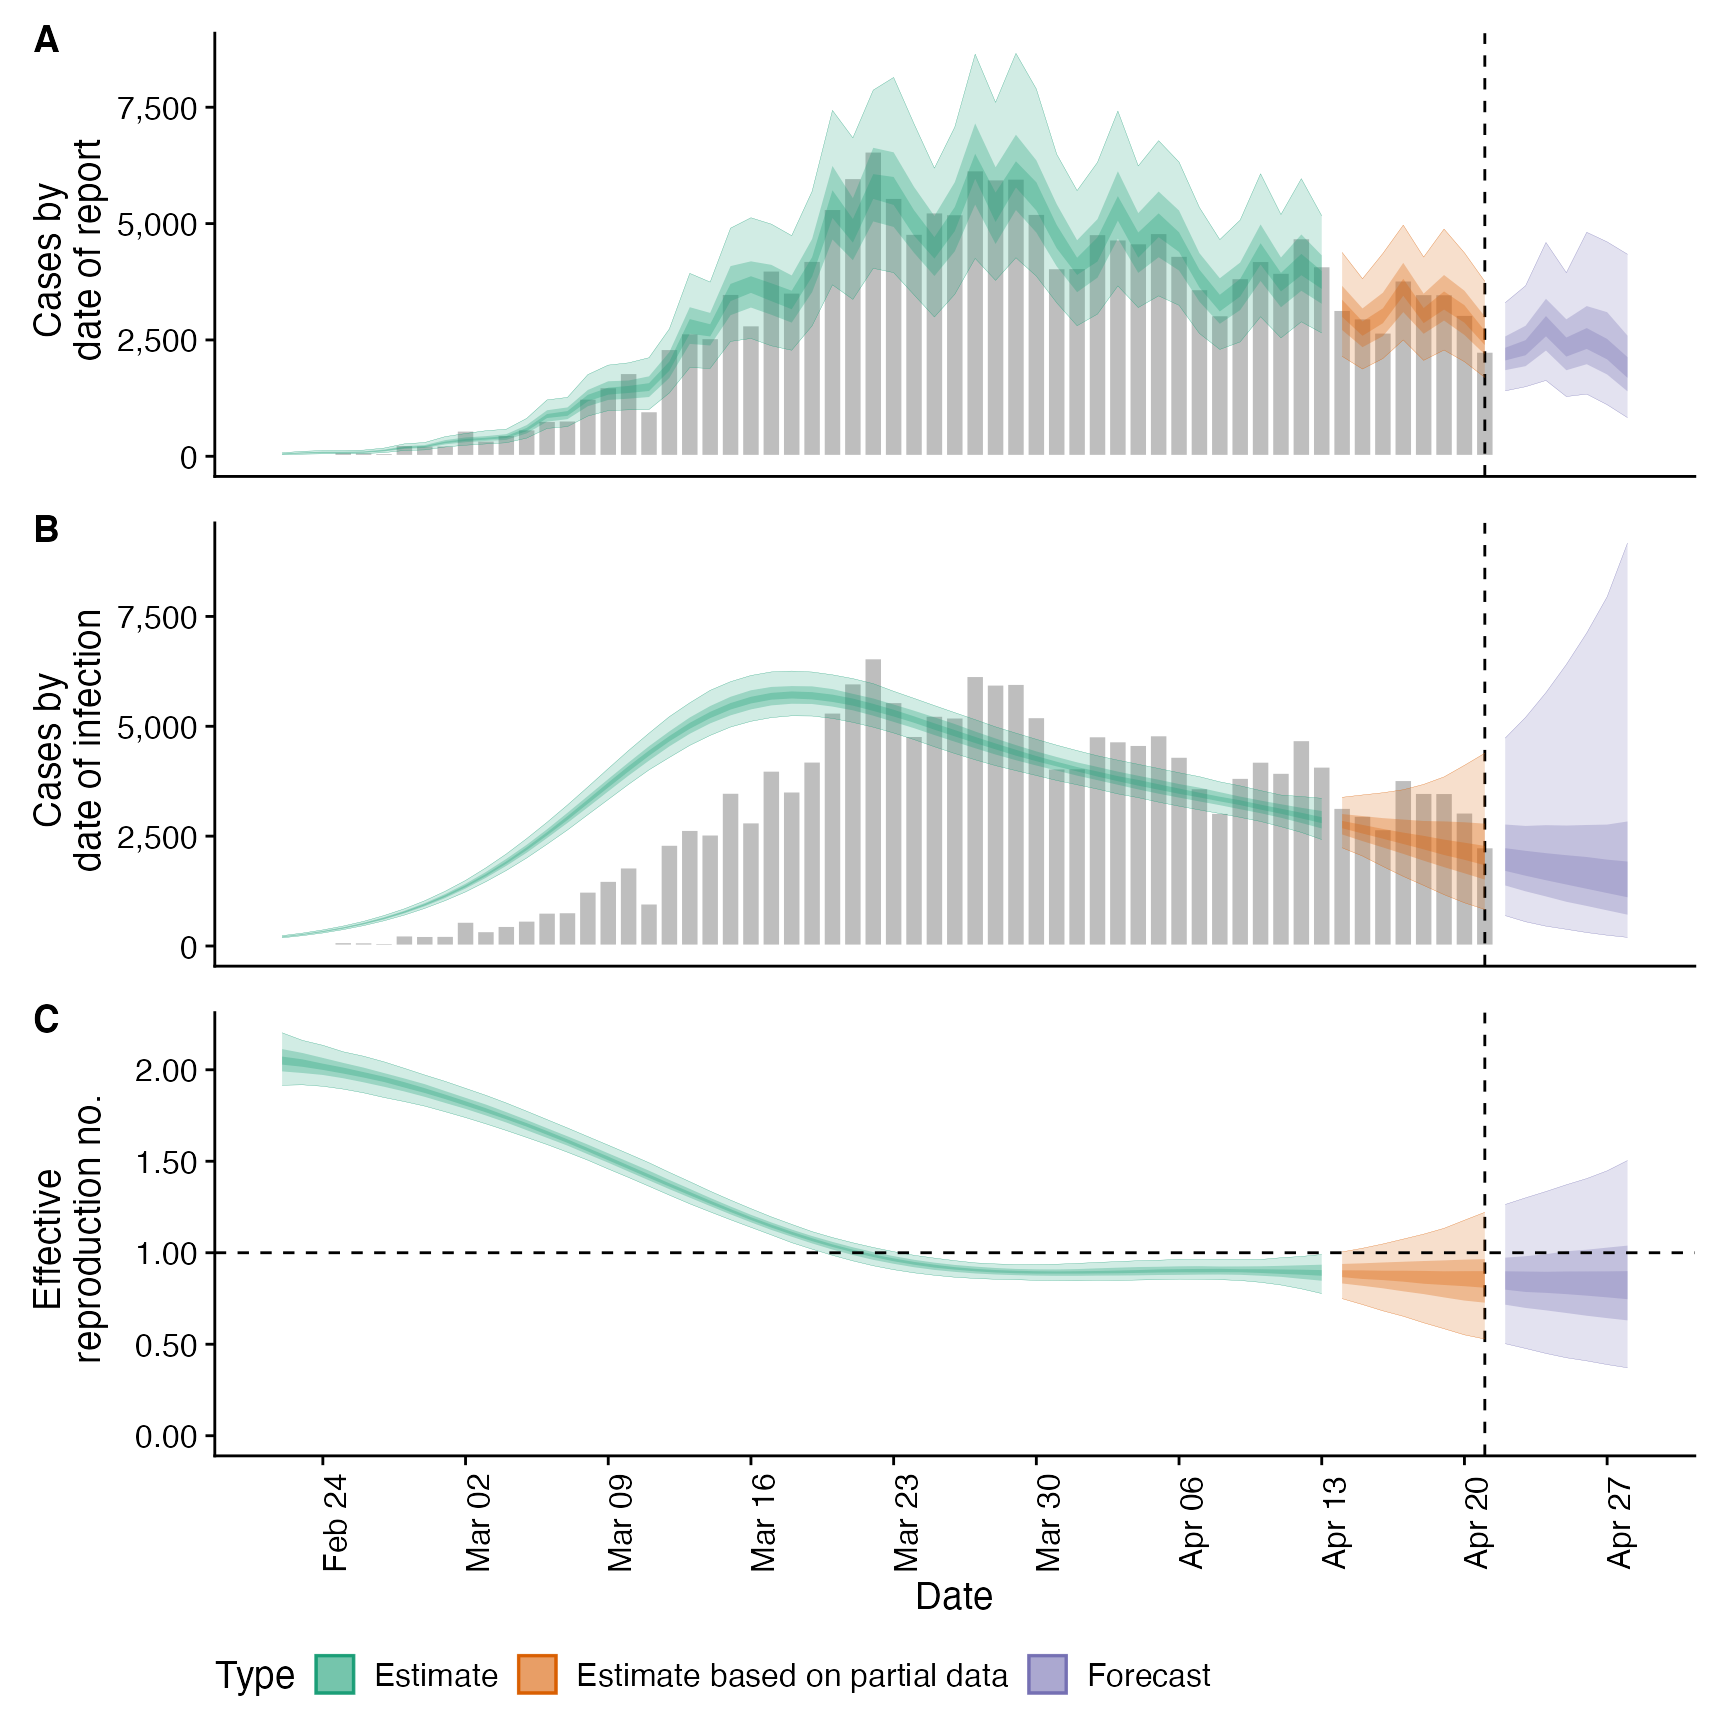 A
Cases by
date of report
7,500
5,000
2,500
0
B
Cases by
date of infection
7,500
5,000
2,500
0
C
Effective
reproduction no.
2.00
1.50
1.00
0.50
0.00
Feb 24
Mar 02
Mar 09
Mar 16
Mar 23
Mar 30
Apr 06
Apr 13
Apr 20
Apr 27
Date
Type Estimate Estimate based on partial data Forecast